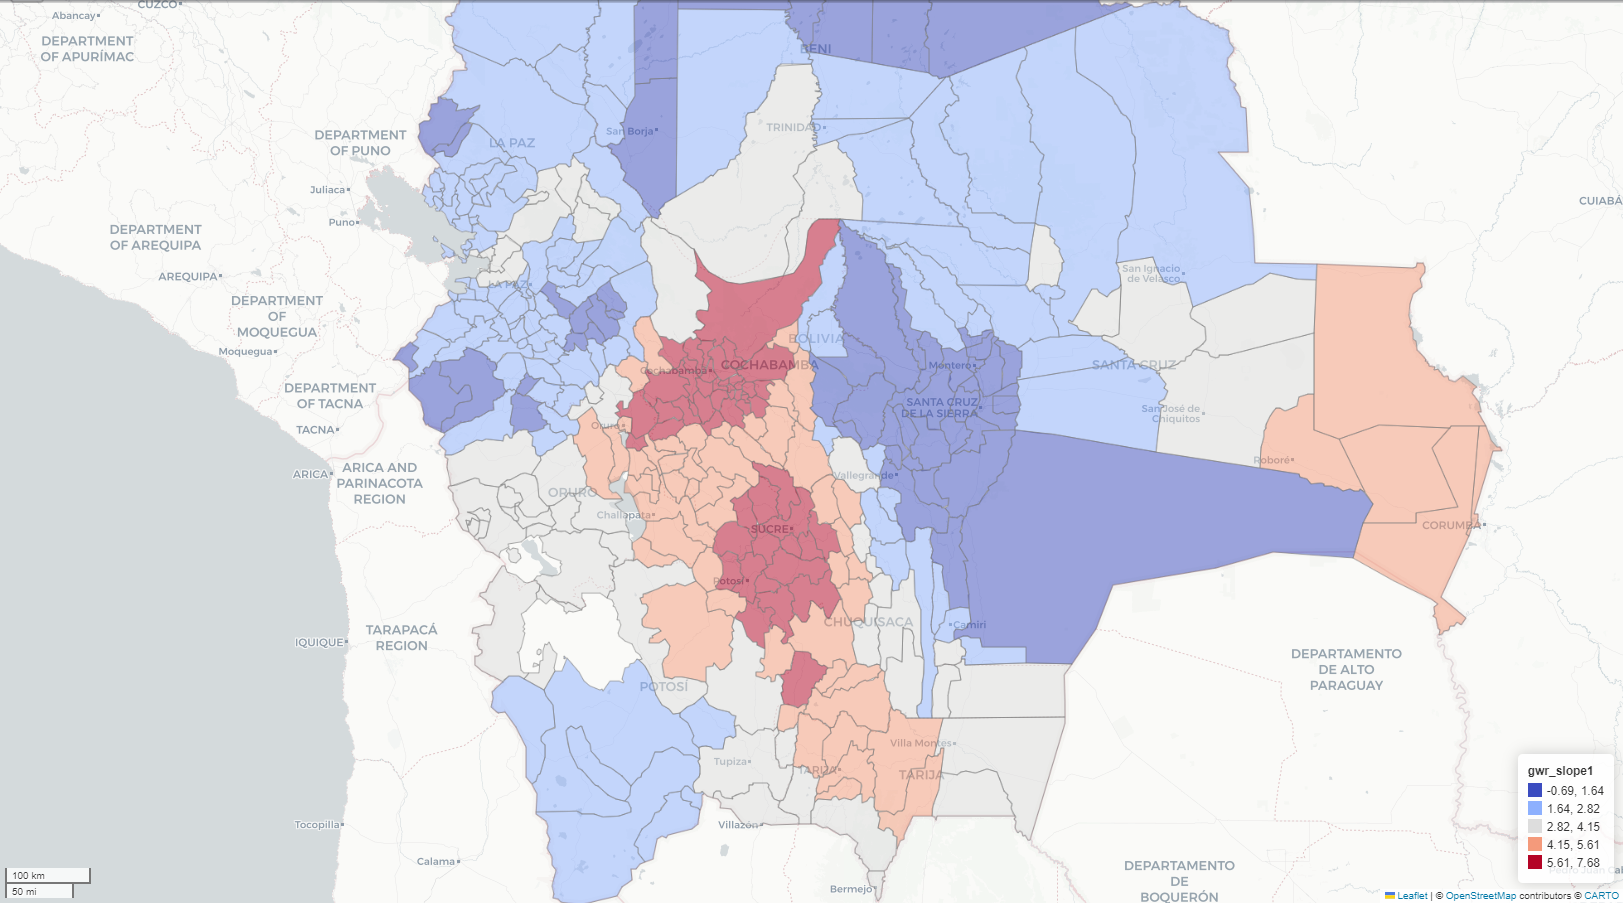 CUZCO
Abancay
DEPARTMENT
OF APURÍMAC
BENI
TRINIDAD
San Borja
DEPARTMENT
OF PUNO
LA PAZ
Juliaca
Puno
CUIABÁ
DEPARTMENT
OF AREQUIPA
AREQUIPA
San Ignacio
de Velasco
LA PAZ
DEPARTMENT
OF
MOQUEGUA
BOLIVIA
Moquegua
COCHABAMBA
Cochabamba
Montero
SANTA CRUZ
DEPARTMENT
OF TACNA
SANTA CRUZ
DE LA SIERRA
San José de
Chiquitos
TACNA
Oruro
ARICA
ARICA AND
PARINACOTA
REGION
Roboré
Vallegrande
ORURO
Challapata
SUCRE
CORUMBÁ
Potosí
CHUQUISACA
Camiri
TARAPACÁ
REGION
IQUIQUE
DEPARTAMENTO
DE ALTO
PARAGUAY
POTOSÍ
Villa Montes
Tupiza
TARIJA
TARIJA
Tocopilla
Villazón
Calama
Bermejo
DEPARTAMENTO
DE
BOQUERÓN
gwr_slope1
-0.69, 1.64
1.64, 2.82
2.82, 4.15
4.15, 5.61
5.61, 7.68
100 km
50 mi
Leaflet | © OpenStreetMap contributors © CARTO